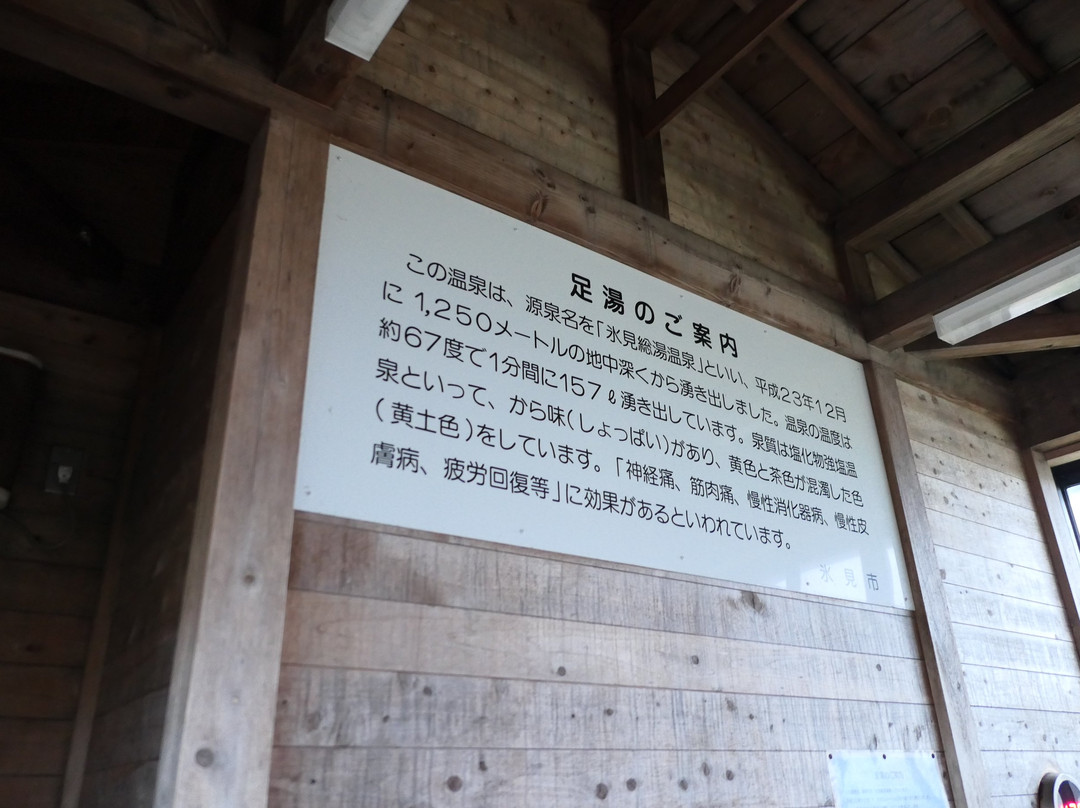 足湯のご案内
この温泉は、源泉名を「氷見総湯温泉」といい、平成23年12月
に1,250メートルの地中深くから湧き出しました。温泉の温度は
約67度で1分間に157ℓ湧き出しています。泉質は塩化物強塩温
泉といって、から味(しょっぱい)があり、黄色と茶色が混濁した色
(黄土色)をしています。「神経痛、筋肉痛、慢性消化器病、慢性皮
膚病、疲労回復等」に効果があるといわれています。
氷見市